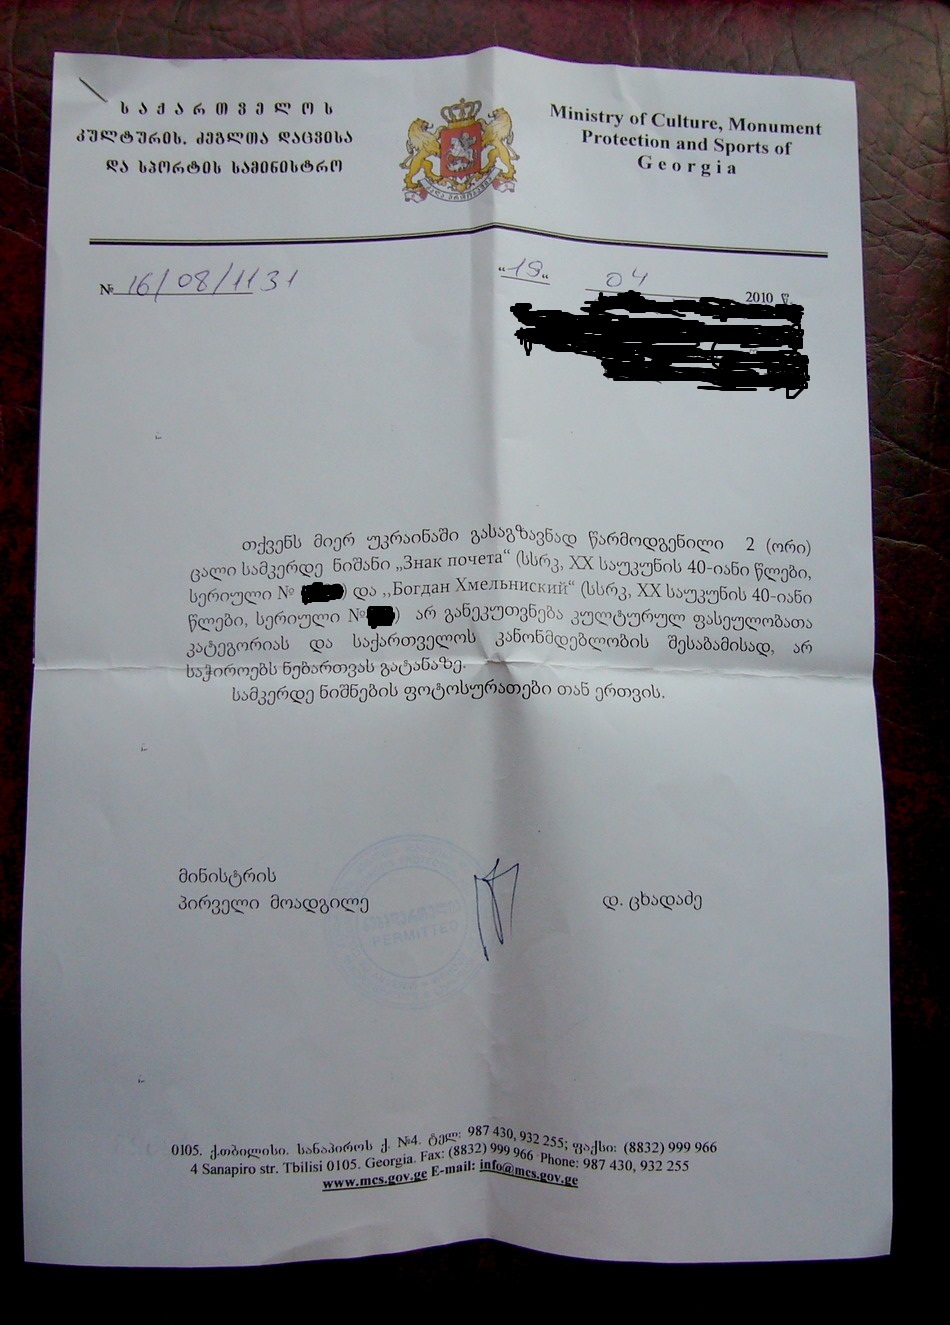 საქართველოს
კულტურის, ძეგლთა დაცვისა
და სპორტის სამინისტრო
Ministry of Culture, Monument
Protection and Sports of
Georgia
№ 16/08/1131
“19„ 04 2010 წ.
თქვენს მიერ უკრაინაში გასაგზავნად წარმოდგენილი 2 (ორი)
ცალი სამკერდე ნიშანი „Знак почета“ (სსრკ, XX საუკუნის 40-იანი წლები,
სერიული № ) და ,,Богдан Хмельниский“ (სსრკ, XX საუკუნის 40-იანი
წლები, სერიული № ) არ განეკუთვნება კულტურულ ფასეულობათა
კატეგორიას და საქართველოს კანონმდებლობის შესაბამისად, არ
საჭიროებს ნებართვას გატანაზე.
სამკერდე ნიშნების ფოტოსურათები თან ერთვის.
მინისტრის
პირველი მოადგილე
დ. ცხადაძე
PERMITTED
0105. ქ.თბილისი. სანაპიროს ქ. №4. ტელ: 987 430, 932 255; ფაქსი: (8832) 999 966
4 Sanapiro str. Tbilisi 0105. Georgia. Fax: (8832) 999 966 Phone: 987 430, 932 255
www.mcs.gov.ge E-mail: info@mcs.gov.ge